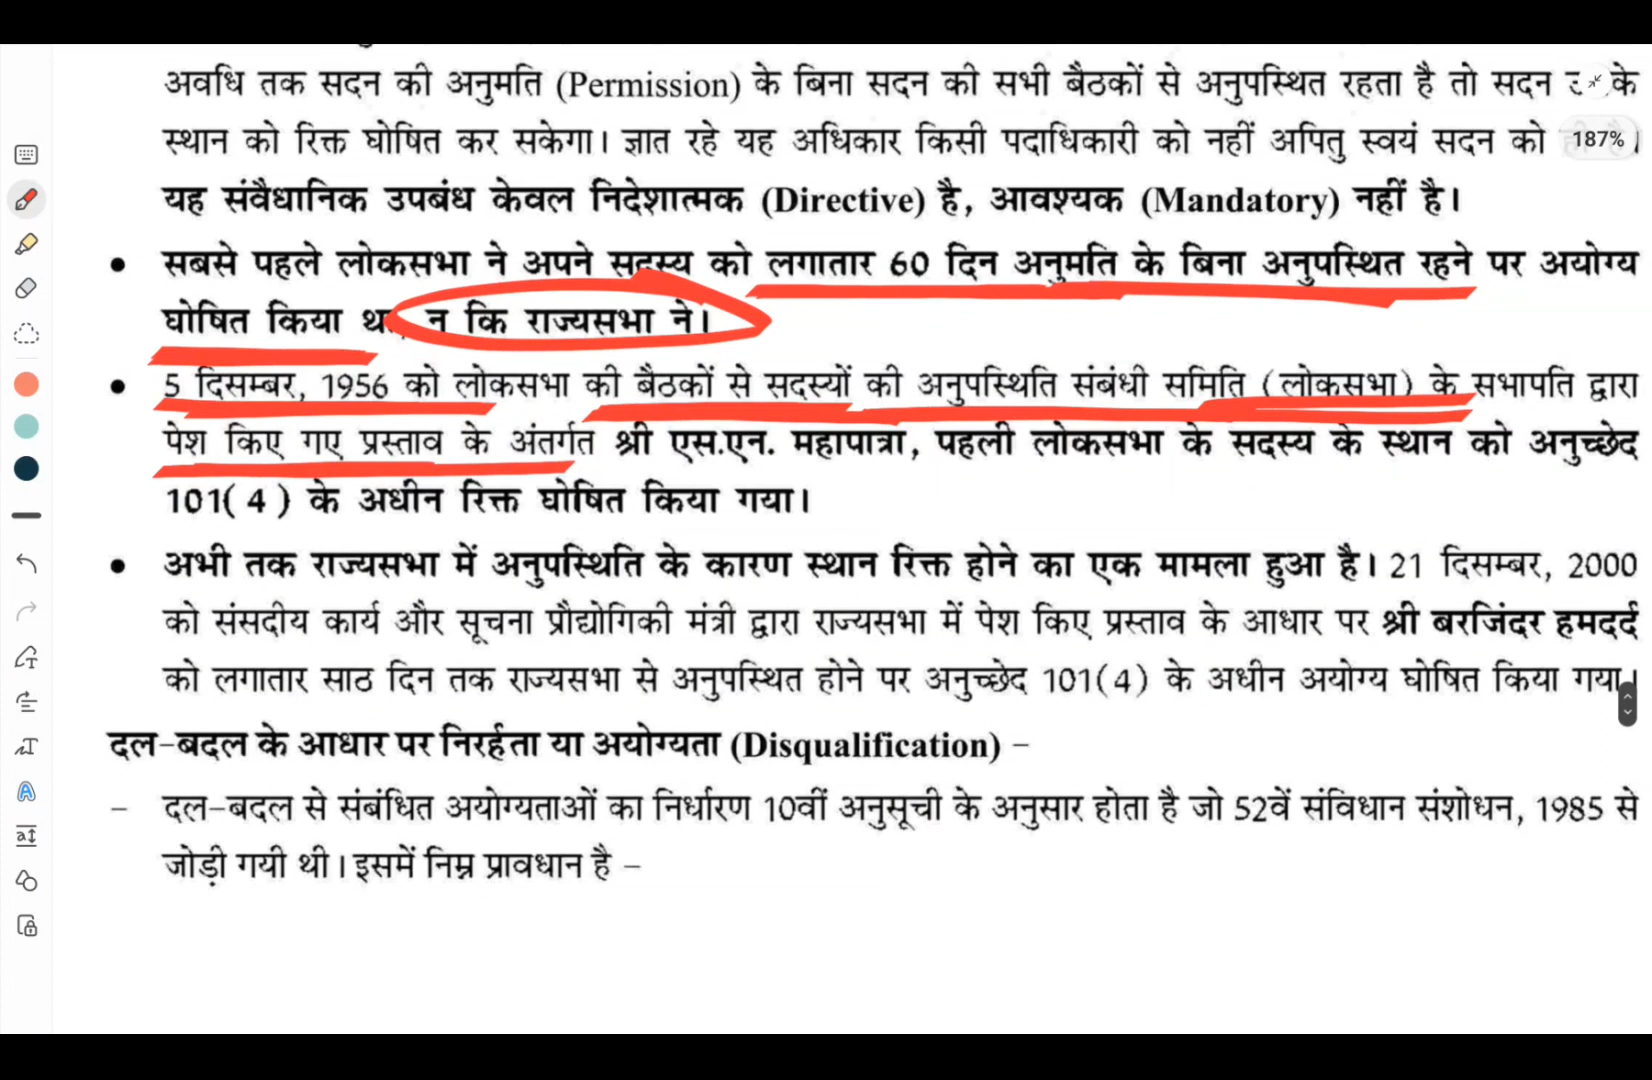 अवधि तक सदन की अनुमति (Permission) के बिना सदन की सभी बैठकों से अनुपस्थित रहता है तो सदन के
स्थान को रिक्त घोषित कर सकेगा। ज्ञात रहे यह अधिकार किसी पदाधिकारी को नहीं अपितु स्वयं सदन को
187%
यह संवैधानिक उपबंध केवल निदेशात्मक (Directive) है, आवश्यक (Mandatory) नहीं है।
• सबसे पहले लोकसभा ने अपने सदस्य को लगातार 60 दिन अनुमति के बिना अनुपस्थित रहने पर अयोग्य
घोषित किया था, न कि राज्यसभा ने।
• 5 दिसम्बर, 1956 को लोकसभा की बैठकों से सदस्यों की अनुपस्थिति संबंधी समिति (लोकसभा) के सभापति द्वारा
पेश किए गए प्रस्ताव के अंतर्गत श्री एस.एन. महापात्रा, पहली लोकसभा के सदस्य के स्थान को अनुच्छेद
101(4) के अधीन रिक्त घोषित किया गया।
• अभी तक राज्यसभा में अनुपस्थिति के कारण स्थान रिक्त होने का एक मामला हुआ है। 21 दिसम्बर, 2000
को संसदीय कार्य और सूचना प्रौद्योगिकी मंत्री द्वारा राज्यसभा में पेश किए प्रस्ताव के आधार पर श्री बरजिंदर हमदर्द
को लगातार साठ दिन तक राज्यसभा से अनुपस्थित होने पर अनुच्छेद 101(4) के अधीन अयोग्य घोषित किया गया।
दल-बदल के आधार पर निरर्हता या अयोग्यता (Disqualification) –
– दल-बदल से संबंधित अयोग्यताओं का निर्धारण 10वीं अनुसूची के अनुसार होता है जो 52वें संविधान संशोधन, 1985 से
जोड़ी गयी थी। इसमें निम्न प्रावधान है –